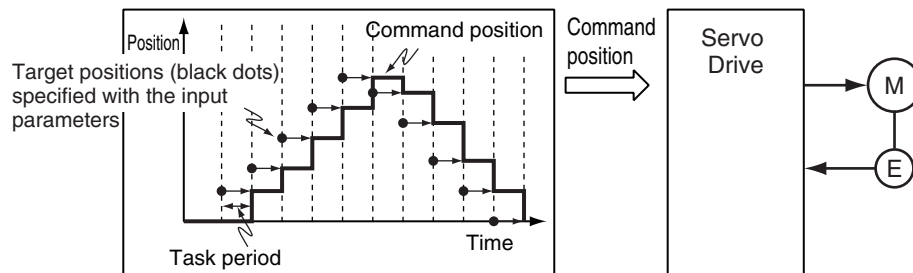 Position
Command position
Target positions (black dots)
specified with the input
parameters
Task period
Time
Command
position
Servo
Drive
M
E